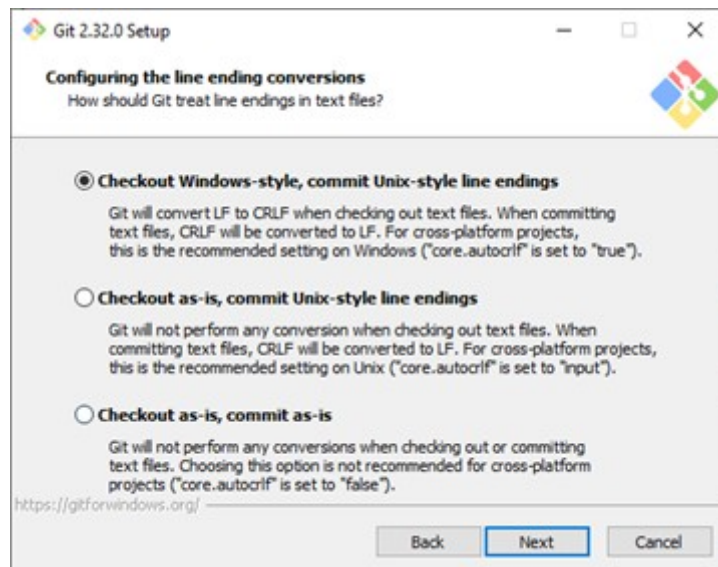 Git 2.32.0 Setup
Configuring the line ending conversions
How should Git treat line endings in text files?
Checkout Windows-style, commit Unix-style line endings
Git will convert LF to CRLF when checking out text files. When committing
text files, CRLF will be converted to LF. For cross-platform projects,
this is the recommended setting on Windows ("core.autocrlf" is set to "true").
Checkout as-is, commit Unix-style line endings
Git will not perform any conversion when checking out text files. When
committing text files, CRLF will be converted to LF. For cross-platform projects,
this is the recommended setting on Unix ("core.autocrlf" is set to "input").
Checkout as-is, commit as-is
Git will not perform any conversions when checking out or committing
text files. Choosing this option is not recommended for cross-platform
projects ("core.autocrlf" is set to "false").
https://gitforwindows.org/
Back Next Cancel